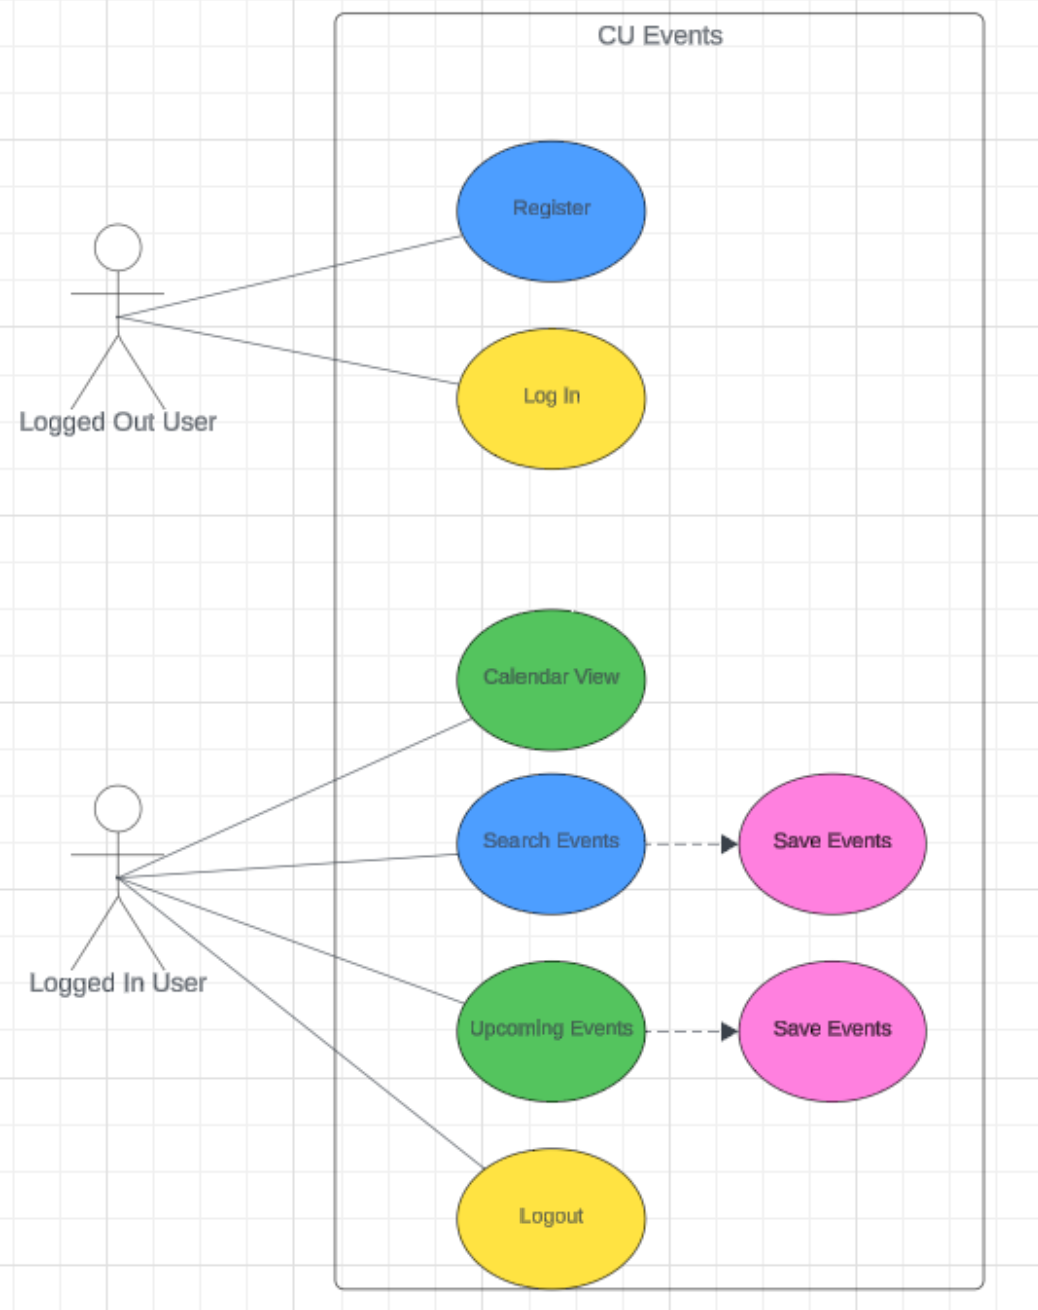 CU Events
Register
Log In
Logged Out User
Calendar View
Search Events
Save Events
Logged In User
Upcoming Events
Save Events
Logout